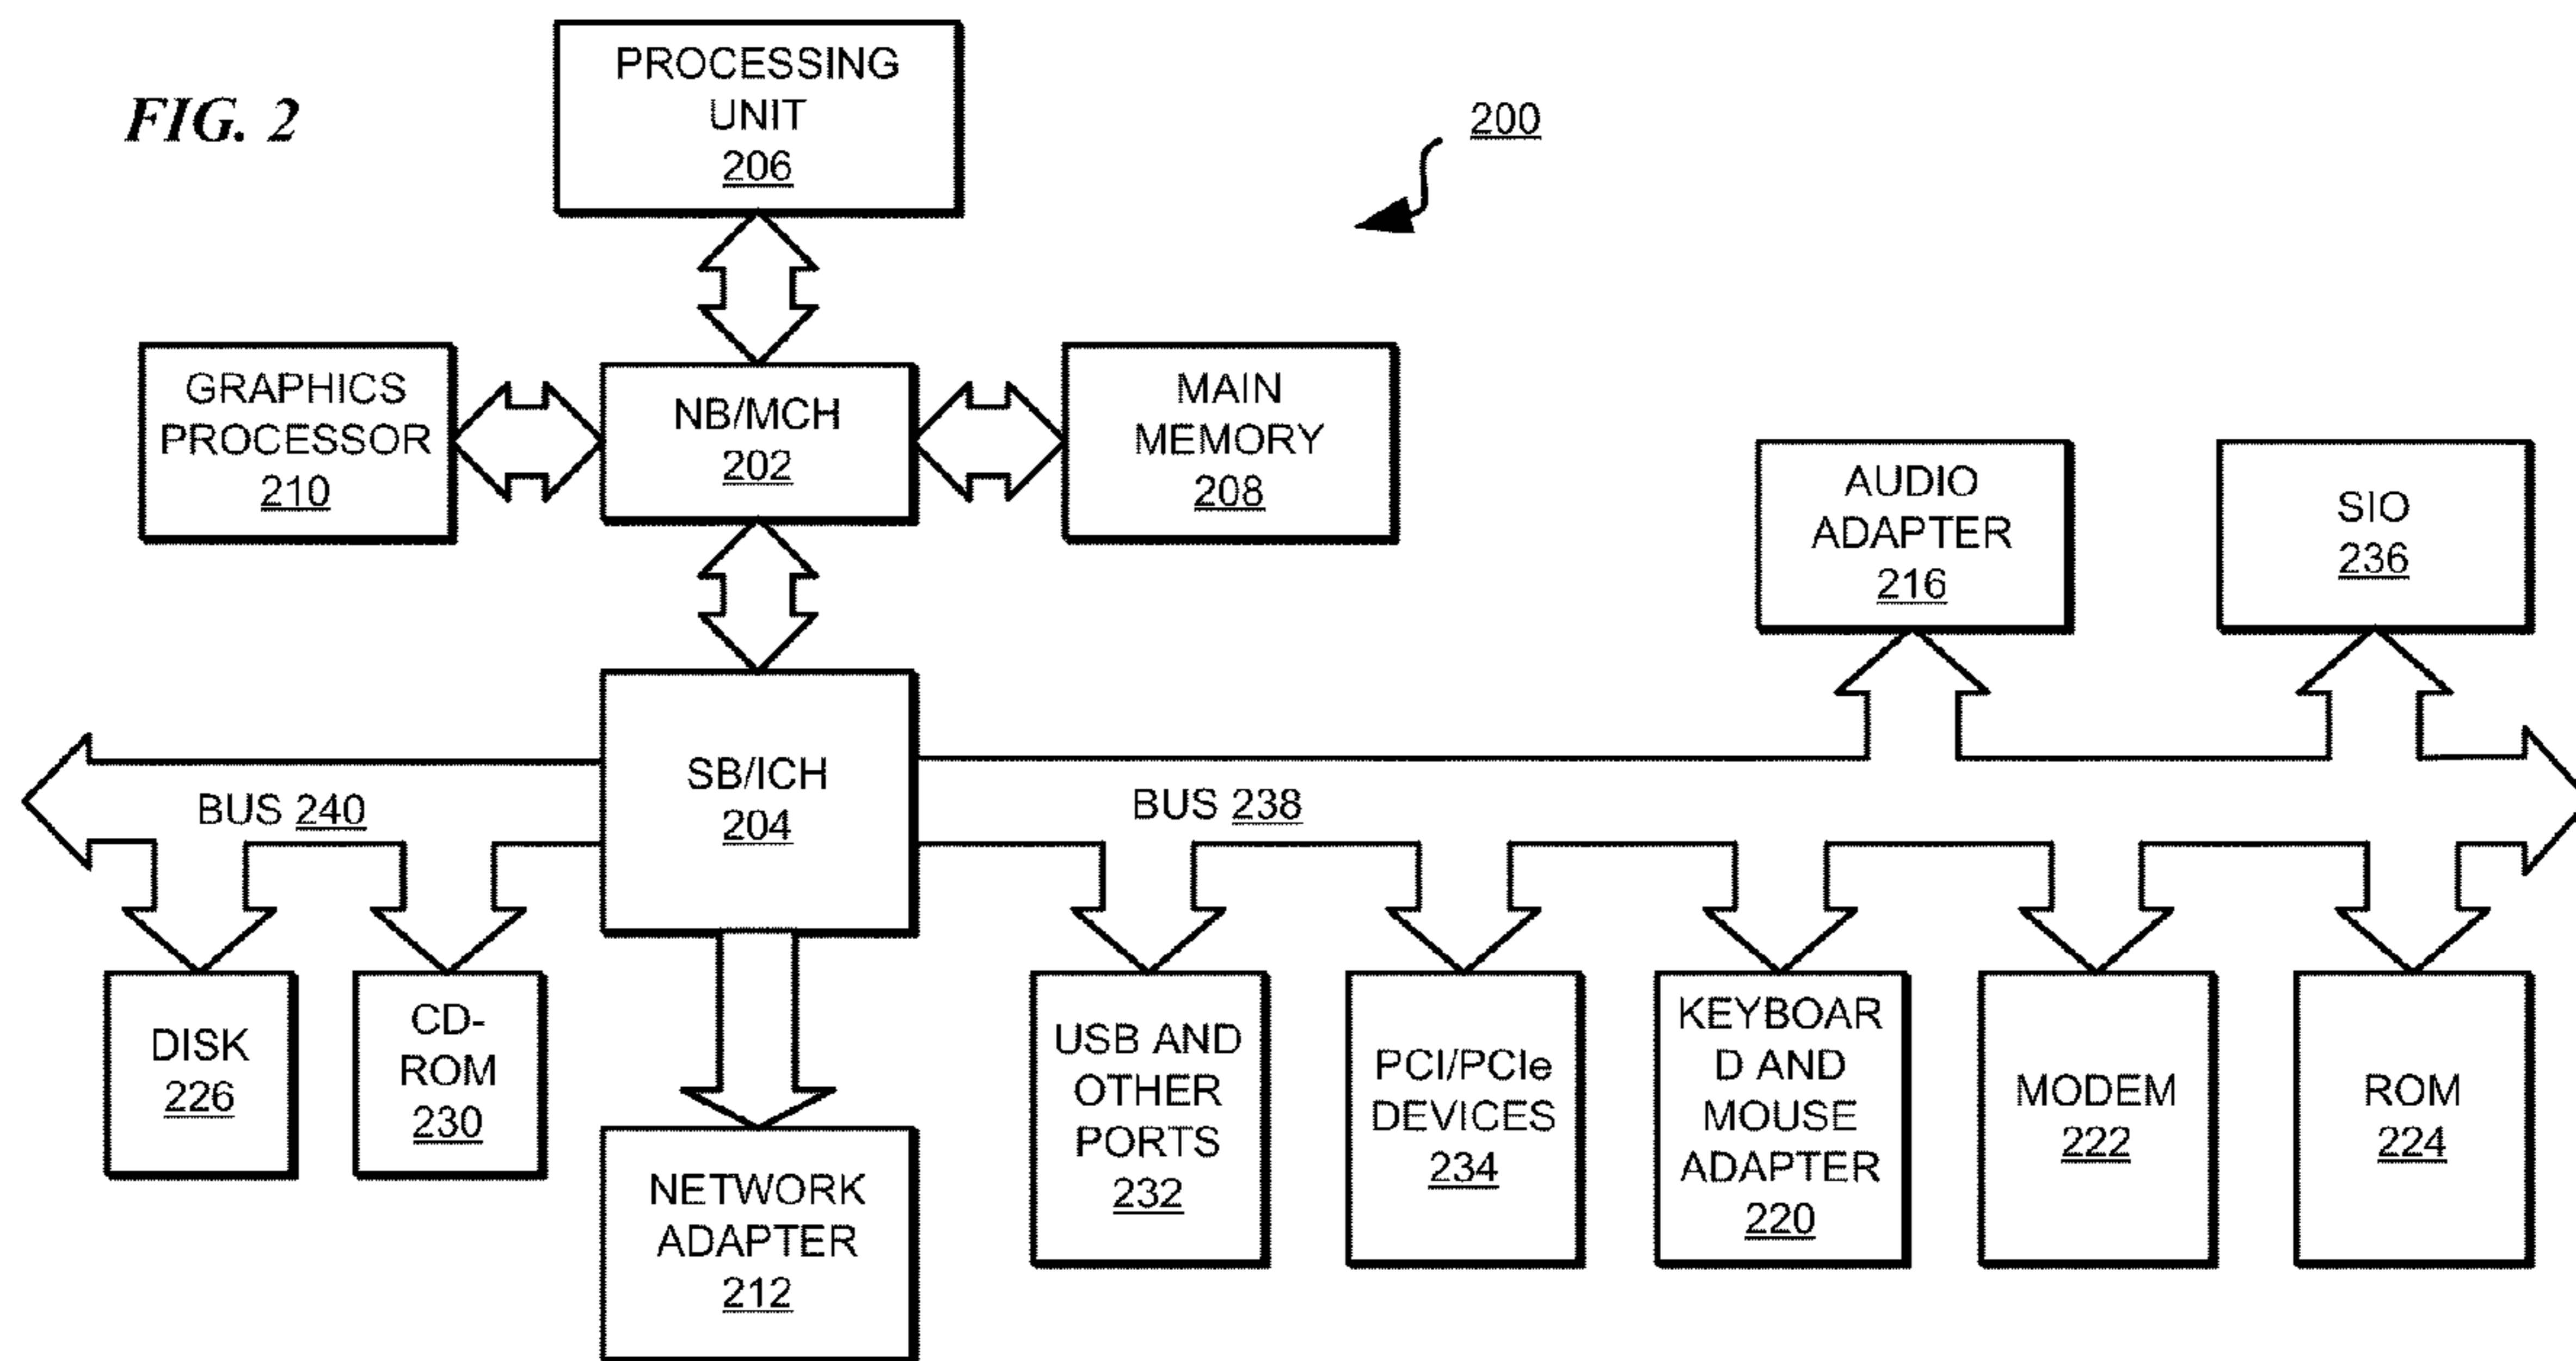 FIG. 2
PROCESSING
UNIT
206
200
GRAPHICS
PROCESSOR
210
NB/MCH
202
MAIN
MEMORY
208
AUDIO
ADAPTER
216
SIO
236
SB/ICH
204
BUS 240
BUS 238
DISK
226
CD-
ROM
230
NETWORK
ADAPTER
212
USB AND
OTHER
PORTS
232
PCI/PCIe
DEVICES
234
KEYBOAR
D AND
MOUSE
ADAPTER
220
MODEM
222
ROM
224